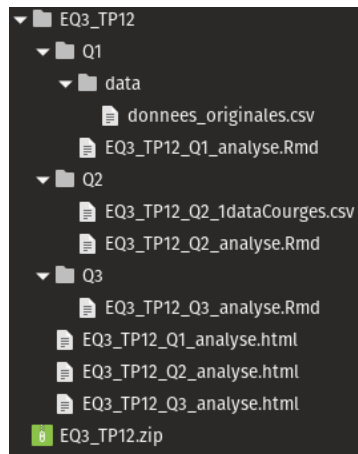 EQ3_TP12
Q1
data
donnees_originales.csv
EQ3_TP12_Q1_analyse.Rmd
Q2
EQ3_TP12_Q2_1dataCourges.csv
EQ3_TP12_Q2_analyse.Rmd
Q3
EQ3_TP12_Q3_analyse.Rmd
EQ3_TP12_Q1_analyse.html
EQ3_TP12_Q2_analyse.html
EQ3_TP12_Q3_analyse.html
EQ3_TP12.zip